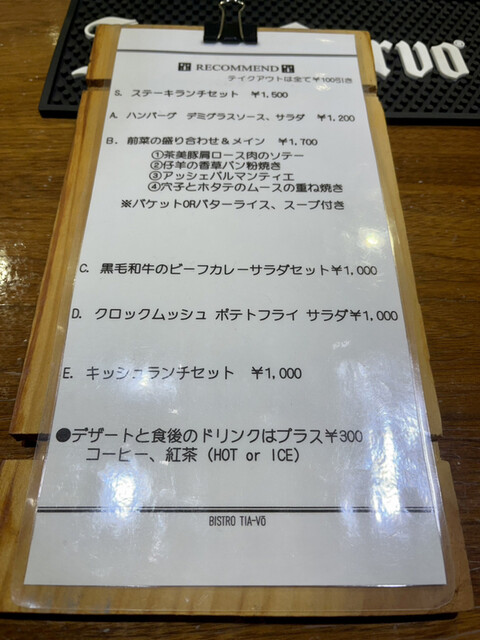 RECOMMEND
テイクアウトは全て¥100引き
S. ステーキランチセット ¥1,500
A. ハンバーグ デミグラスソース、サラダ ¥1,200
B. 前菜の盛り合わせ&メイン ¥1,700
①茶美豚肩ロース肉のソテー
②仔羊の香草パン粉焼き
③アッシェパルマンティエ
④穴子とホタテのムースの重ね焼き
※バケットORバターライス、スープ付き
C. 黒毛和牛のビーフカレーサラダセット¥1,000
D. クロックムッシュ ポテトフライ サラダ¥1,000
E. キッシュランチセット ¥1,000
●デザートと食後のドリンクはプラス¥300
コーヒー、紅茶（HOT or ICE）
BISTRO TIA-Vō